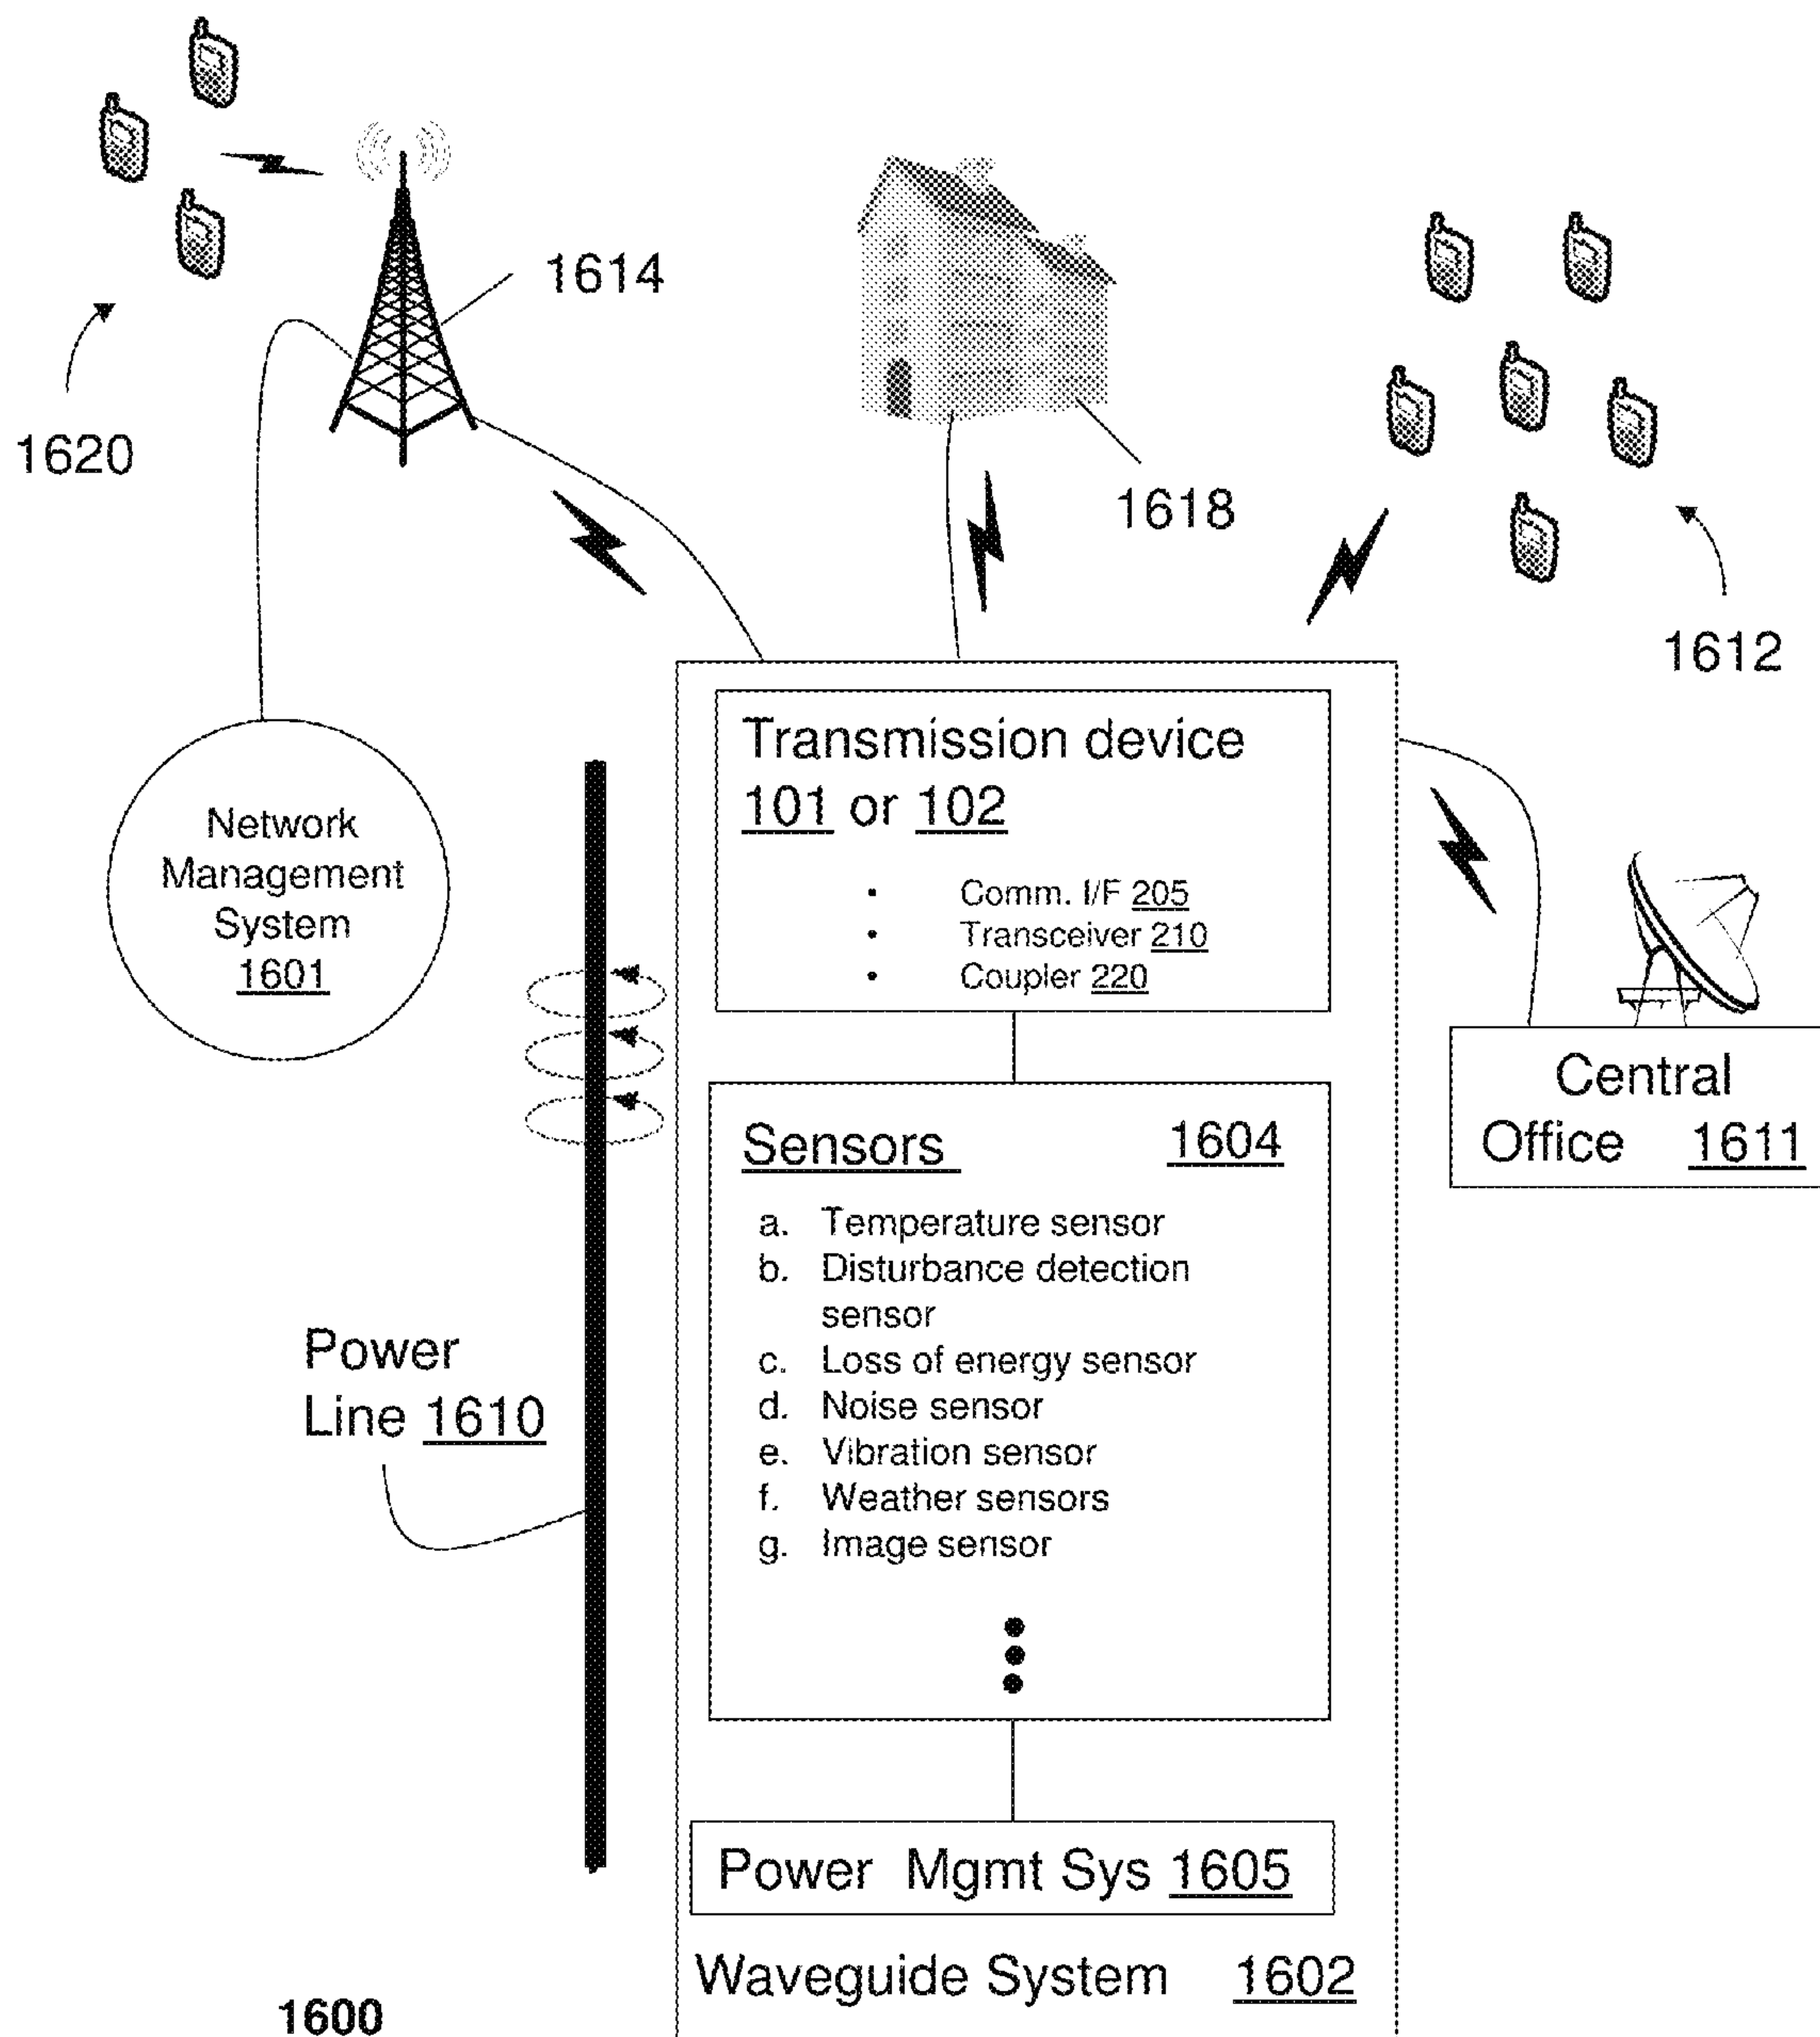 1614
1620
1618
1612
Transmission device
101 or 102
• Comm. I/F 205
• Transceiver 210
• Coupler 220
Network
Management
System
1601
Central
Office 1611
Sensors 1604
a. Temperature sensor
b. Disturbance detection
sensor
c. Loss of energy sensor
d. Noise sensor
e. Vibration sensor
f. Weather sensors
g. Image sensor
Power
Line 1610
Power Mgmt Sys 1605
Waveguide System 1602
1600